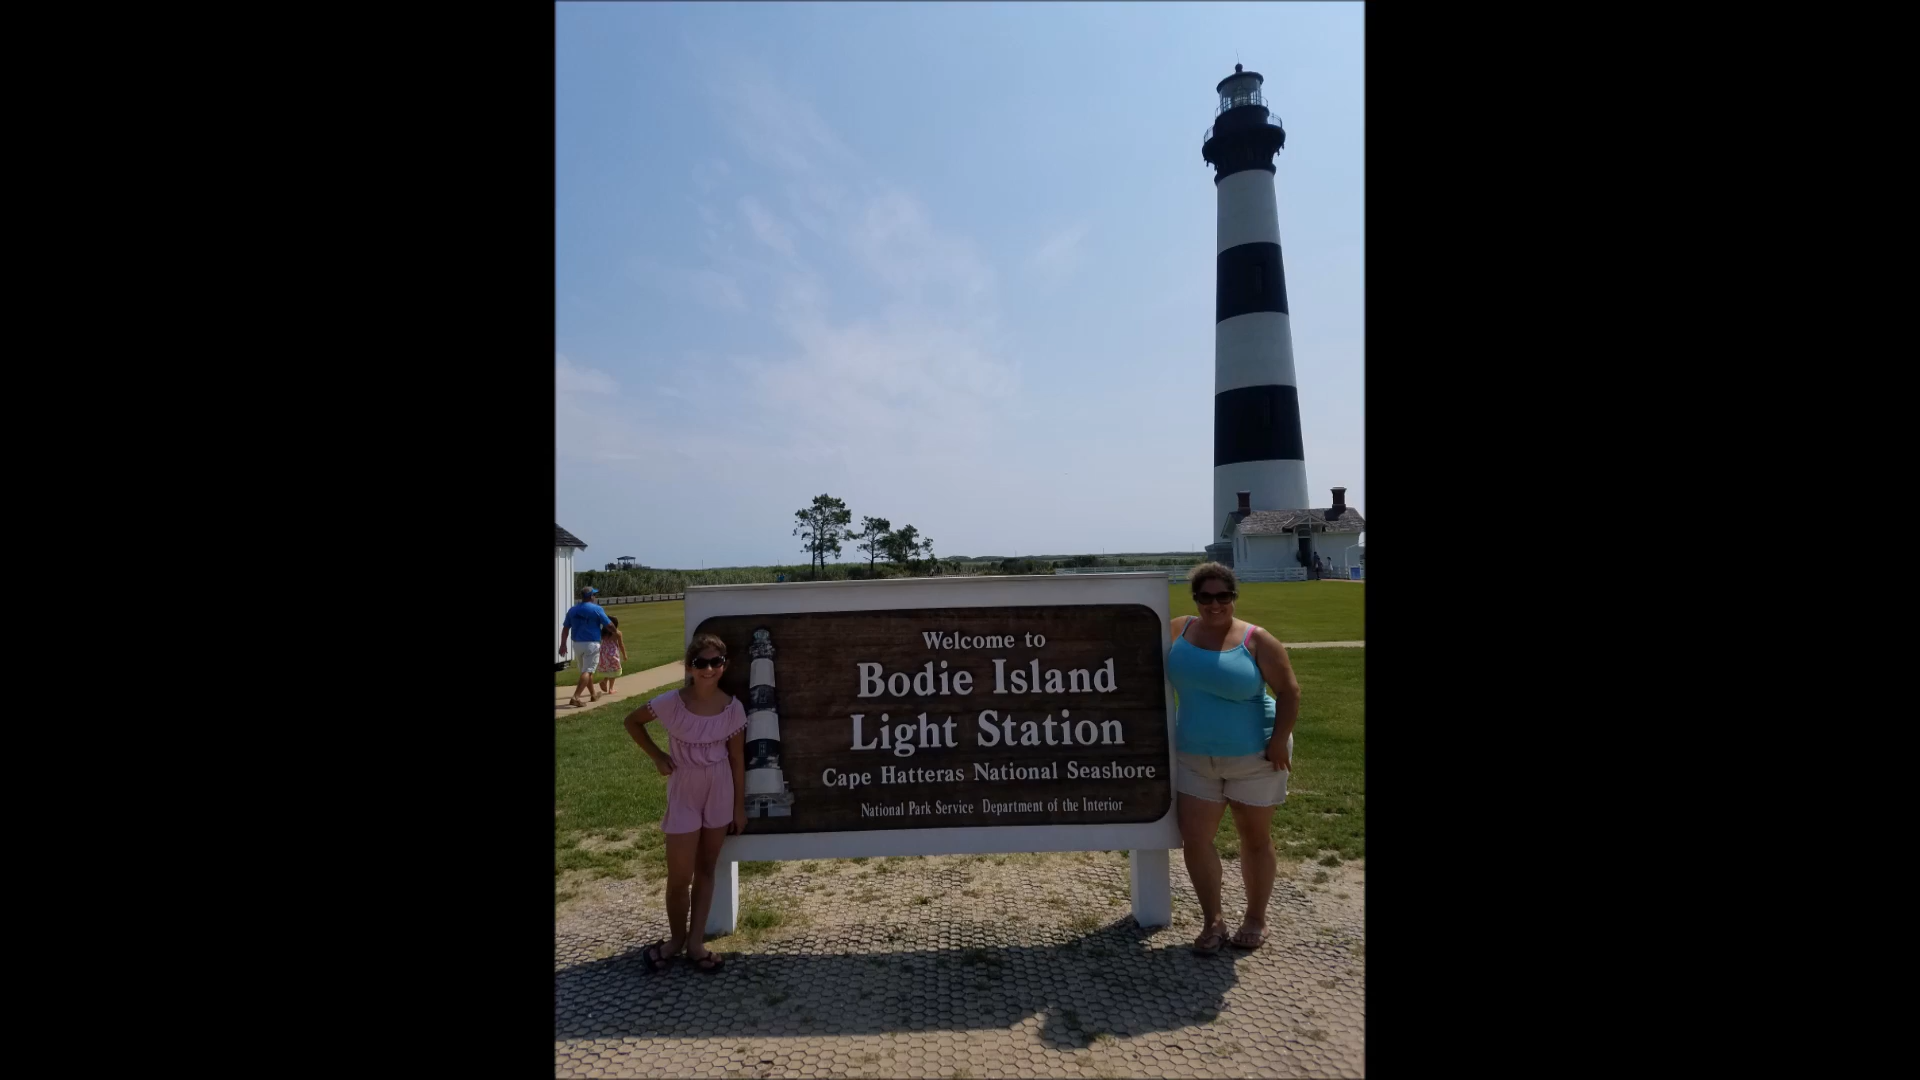 Welcome to
Bodie Island
Light Station
Cape Hatteras National Seashore
National Park Service Department of the Interior